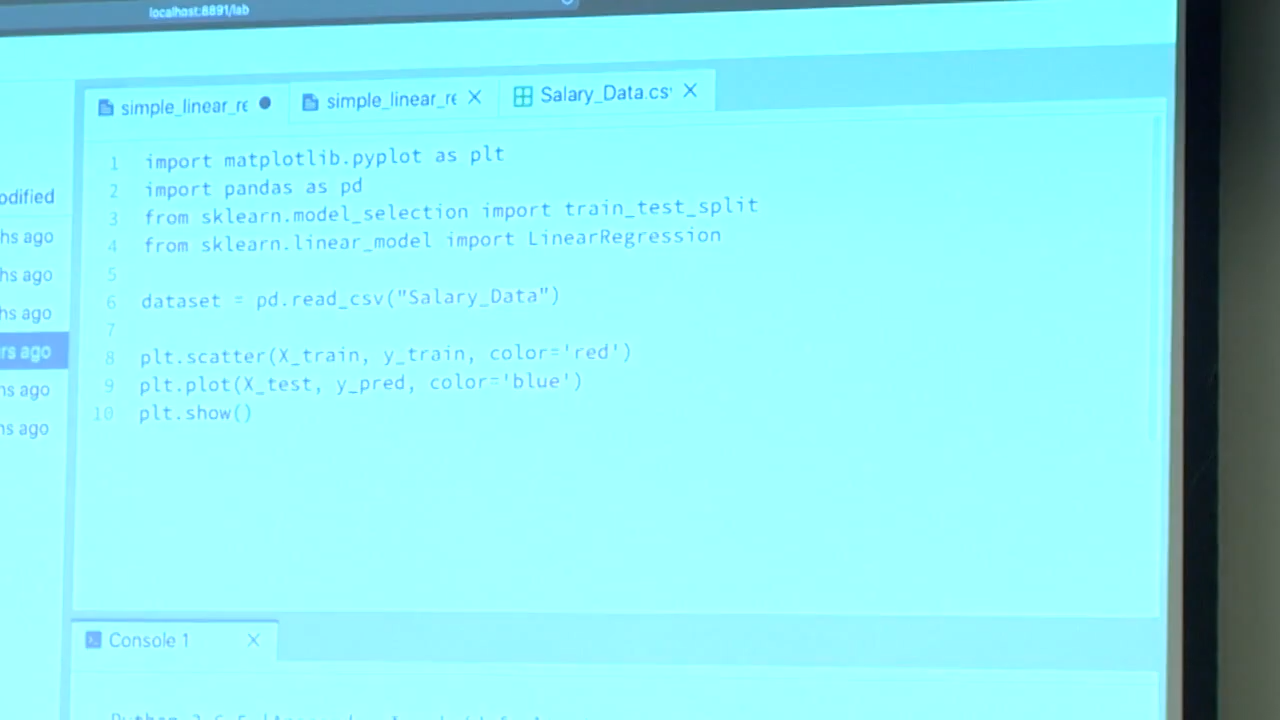 localhost:8891/lab
simple_linear_re
simple_linear_re
Salary_Data.cs
odified
hs ago
hs ago
hs ago
rs ago
hs ago
hs ago
1 import matplotlib.pyplot as plt
2 import pandas as pd
3 from sklearn.model_selection import train_test_split
4 from sklearn.linear_model import LinearRegression
5
6 dataset = pd.read_csv("Salary_Data")
7
8 plt.scatter(X_train, y_train, color='red')
9 plt.plot(X_test, y_pred, color='blue')
10 plt.show()
Console 1